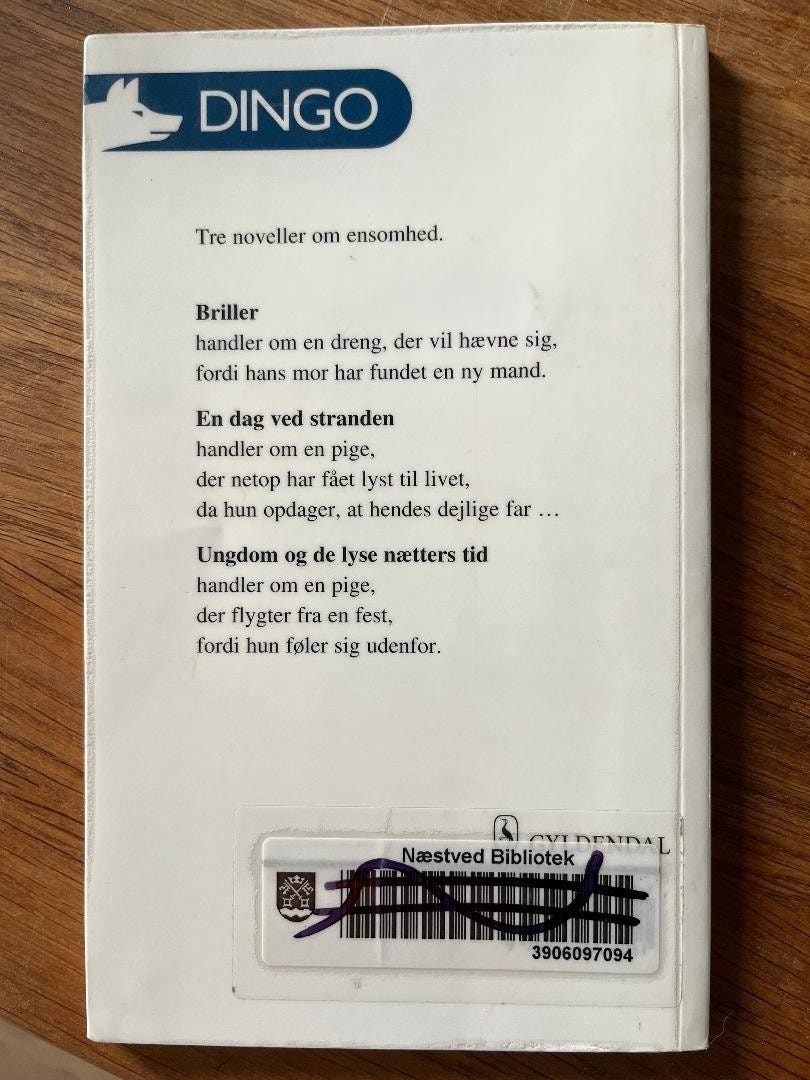 DINGO
Tre noveller om ensomhed.
Briller
handler om en dreng, der vil hævne sig,
fordi hans mor har fundet en ny mand.
En dag ved stranden
handler om en pige,
der netop har fået lyst til livet,
da hun opdager, at hendes dejlige far …
Ungdom og de lyse nætters tid
handler om en pige,
der flygter fra en fest,
fordi hun føler sig udenfor.
GYLDENDAL
Næstved Bibliotek
3906097094